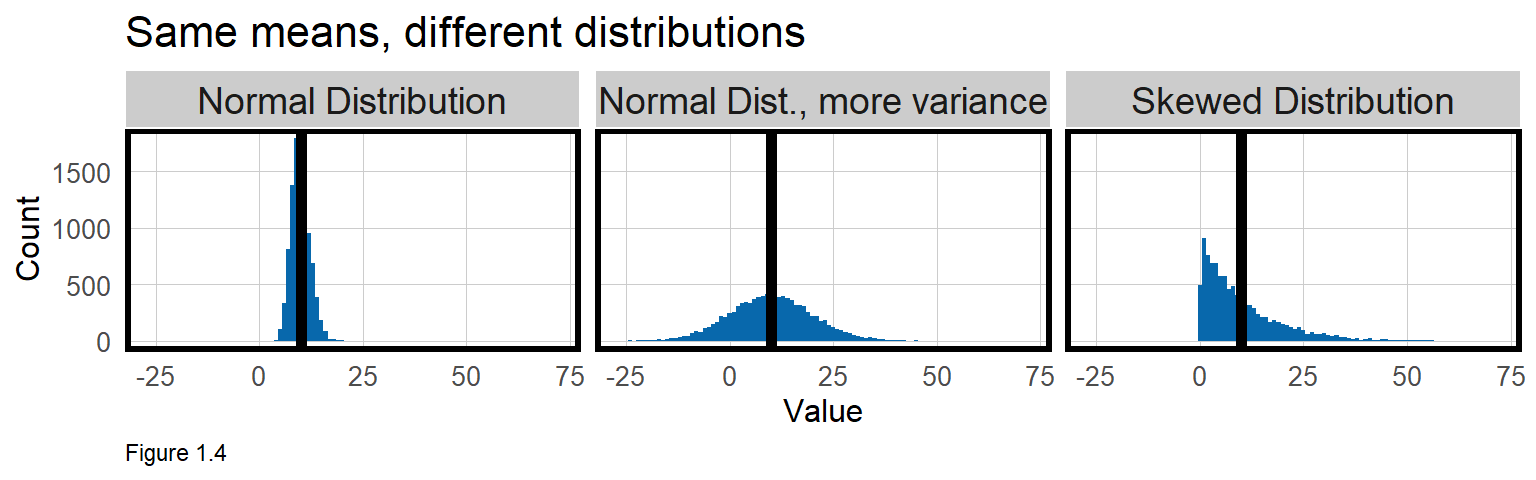 Same means, different distributions
Normal Distribution
Normal Dist., more variance
Skewed Distribution
Count
1500
1000
500
0
-25 0 25 50 75
-25 0 25 50 75
-25 0 25 50 75
Value
Figure 1.4